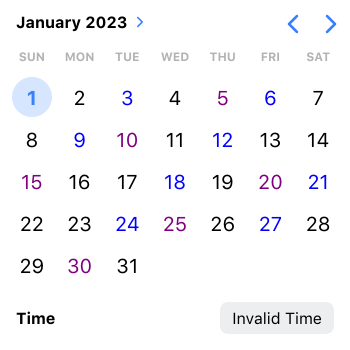 January 2023
SUN MON TUE WED THU FRI SAT
1 2 3 4 5 6 7
8 9 10 11 12 13 14
15 16 17 18 19 20 21
22 23 24 25 26 27 28
29 30 31
Time Invalid Time